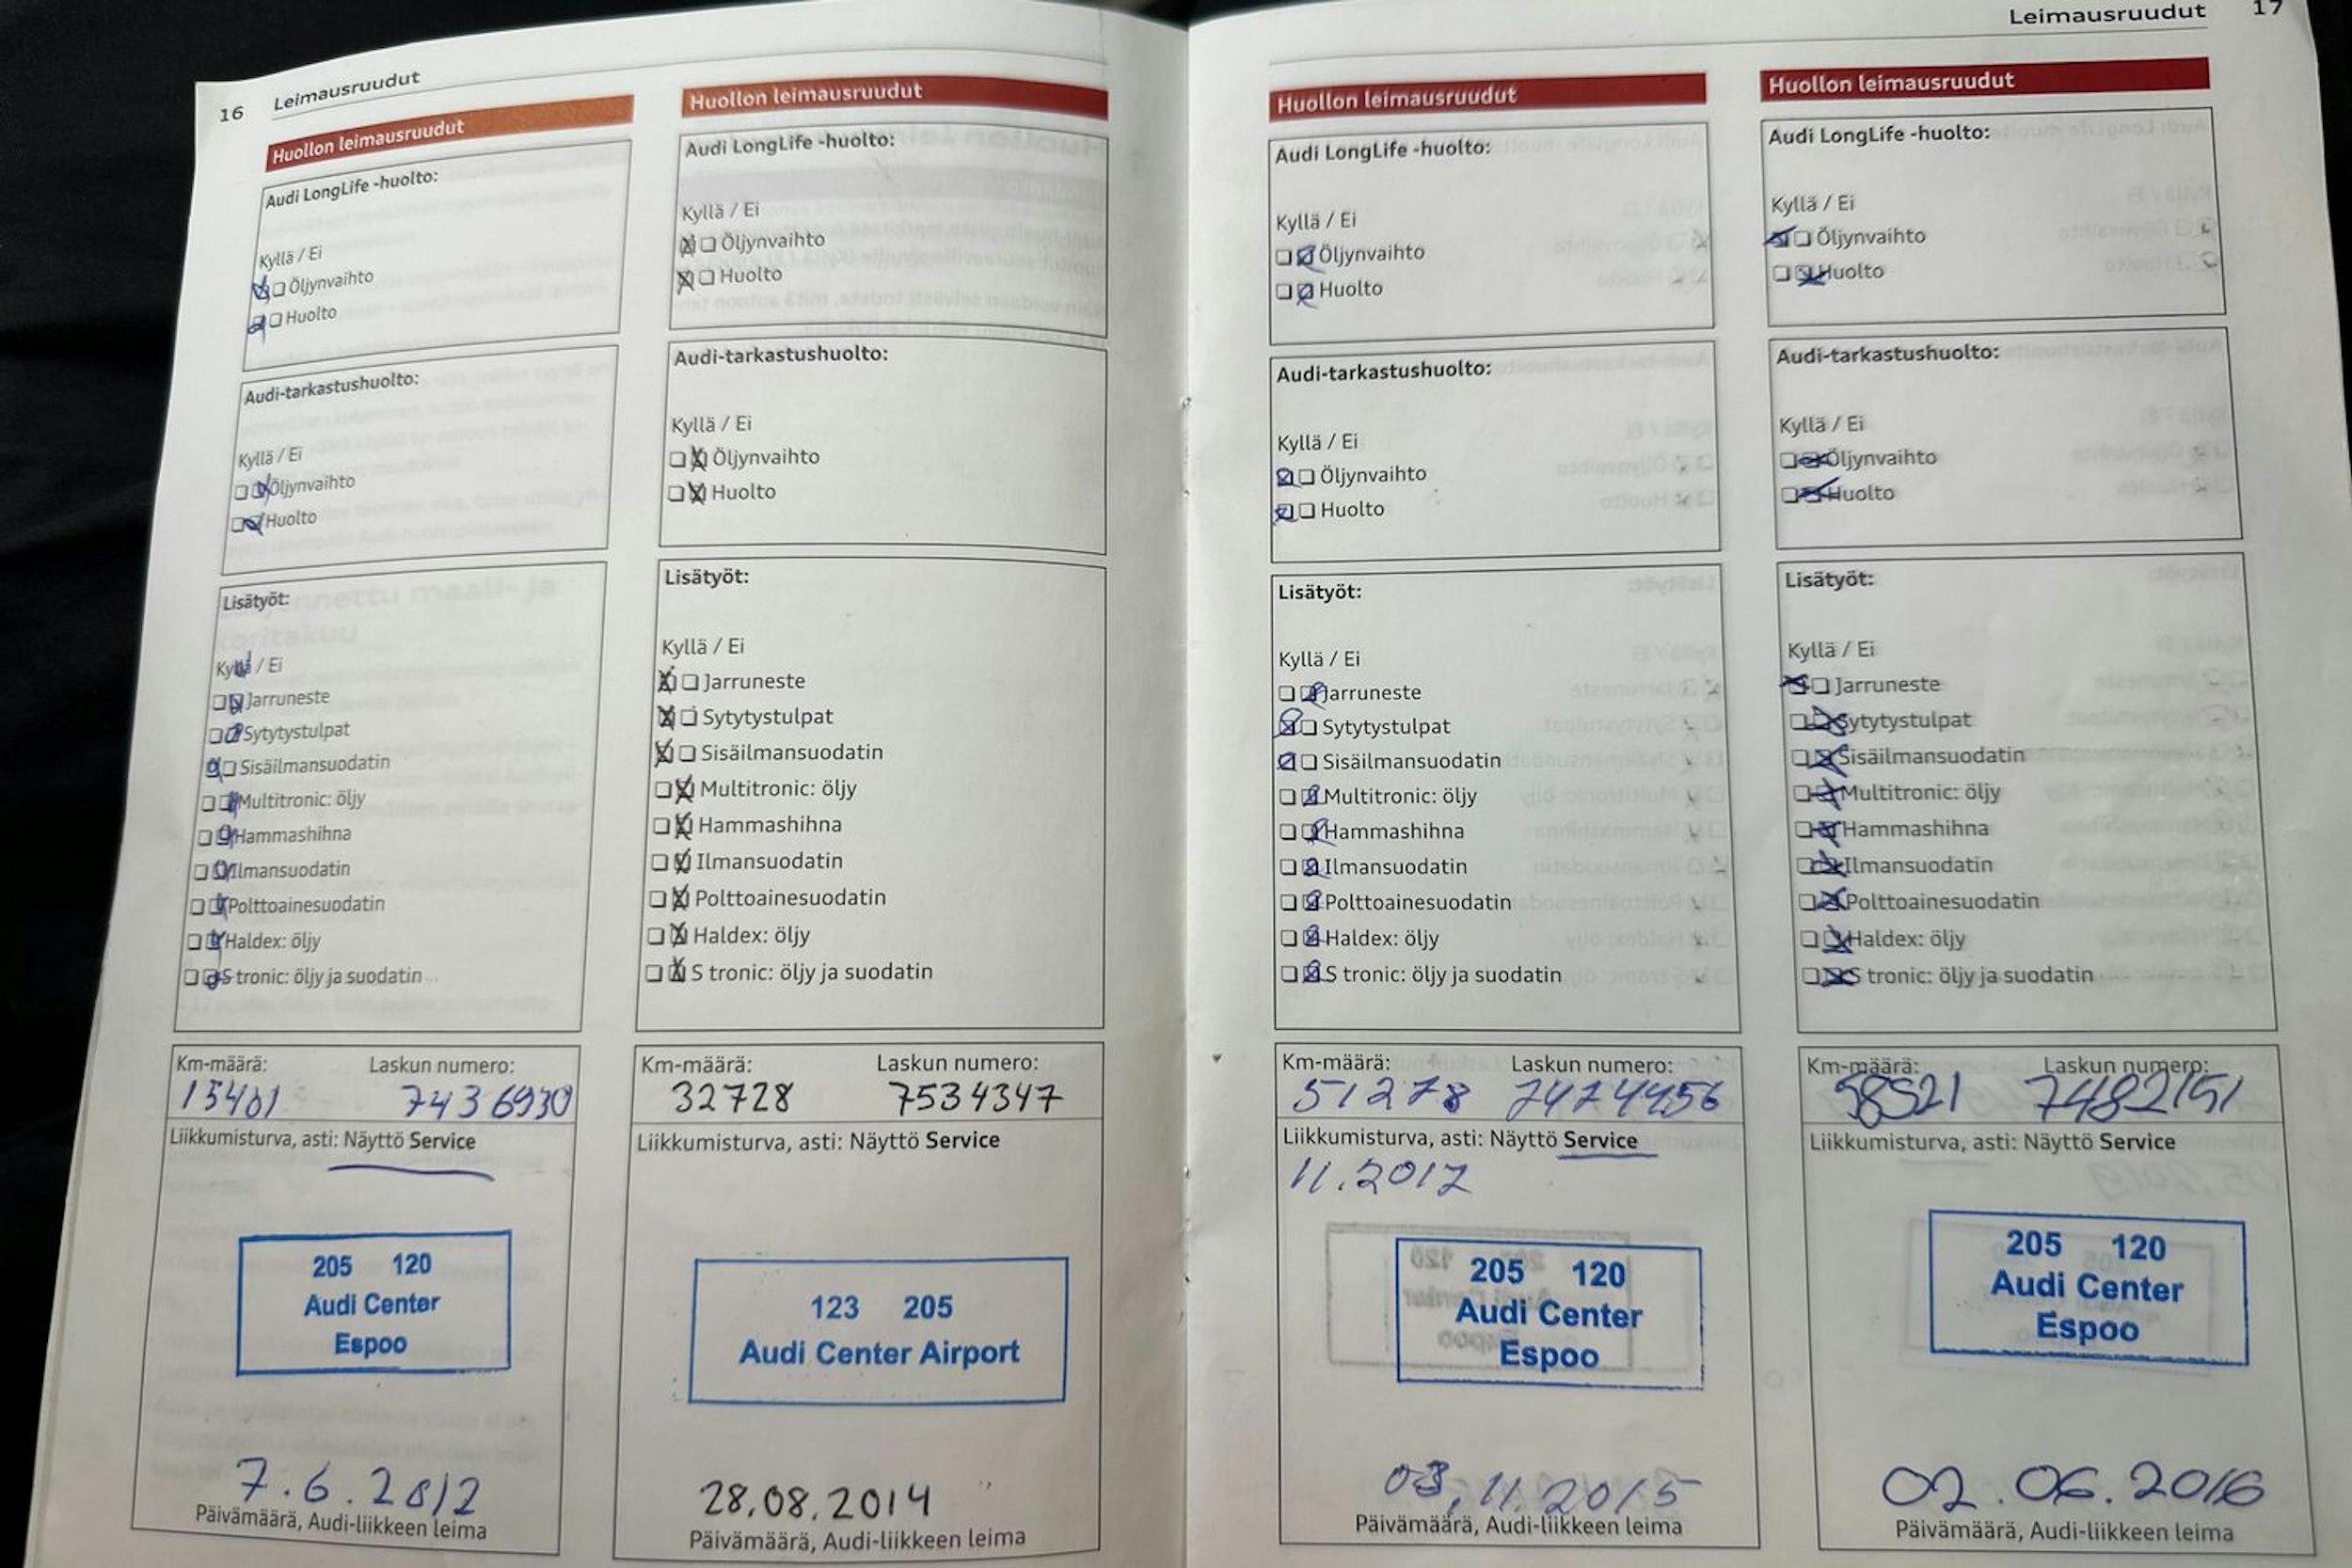 16 Leimausruudut
Huollon leimausruudut
Audi LongLife -huolto:
Kyllä / Ei
Öljynvaihto
Huolto
Audi-tarkastushuolto:
Kyllä / Ei
Öljynvaihto
Huolto
Lisätyöt:
Kyllä / Ei
Jarruneste
Sytytystulpat
Sisäilmansuodatin
Multitronic: öljy
Hammashihna
Ilmansuodatin
Polttoainesuodatin
Haldex: öljy
S tronic: öljy ja suodatin
Km-määrä: Laskun numero:
15401 7436930
Liikkumisturva, asti: Näyttö Service
205 120
Audi Center
Espoo
7.6.2012
Päivämäärä, Audi-liikkeen leima
Huollon leimausruudut
Audi LongLife -huolto:
Kyllä / Ei
Öljynvaihto
Huolto
Audi-tarkastushuolto:
Kyllä / Ei
Öljynvaihto
Huolto
Lisätyöt:
Kyllä / Ei
Jarruneste
Sytytystulpat
Sisäilmansuodatin
Multitronic: öljy
Hammashihna
Ilmansuodatin
Polttoainesuodatin
Haldex: öljy
S tronic: öljy ja suodatin
Km-määrä: Laskun numero:
32728 7534347
Liikkumisturva, asti: Näyttö Service
123 205
Audi Center Airport
28.08.2014
Päivämäärä, Audi-liikkeen leima
Leimausruudut 17
Huollon leimausruudut
Audi LongLife -huolto:
Kyllä / Ei
Öljynvaihto
Huolto
Audi-tarkastushuolto:
Kyllä / Ei
Öljynvaihto
Huolto
Lisätyöt:
Kyllä / Ei
Jarruneste
Sytytystulpat
Sisäilmansuodatin
Multitronic: öljy
Hammashihna
Ilmansuodatin
Polttoainesuodatin
Haldex: öljy
S tronic: öljy ja suodatin
Km-määrä: Laskun numero:
51278 7474456
Liikkumisturva, asti: Näyttö Service
11.2017
205 120
Audi Center
Espoo
03.11.2015
Päivämäärä, Audi-liikkeen leima
Huollon leimausruudut
Audi LongLife -huolto:
Kyllä / Ei
Öljynvaihto
Huolto
Audi-tarkastushuolto:
Kyllä / Ei
Öljynvaihto
Huolto
Lisätyöt:
Kyllä / Ei
Jarruneste
Sytytystulpat
Sisäilmansuodatin
Multitronic: öljy
Hammashihna
Ilmansuodatin
Polttoainesuodatin
Haldex: öljy
S tronic: öljy ja suodatin
Km-määrä: Laskun numero:
58521 7482151
Liikkumisturva, asti: Näyttö Service
205 120
Audi Center
Espoo
02.06.2016
Päivämäärä, Audi-liikkeen leima